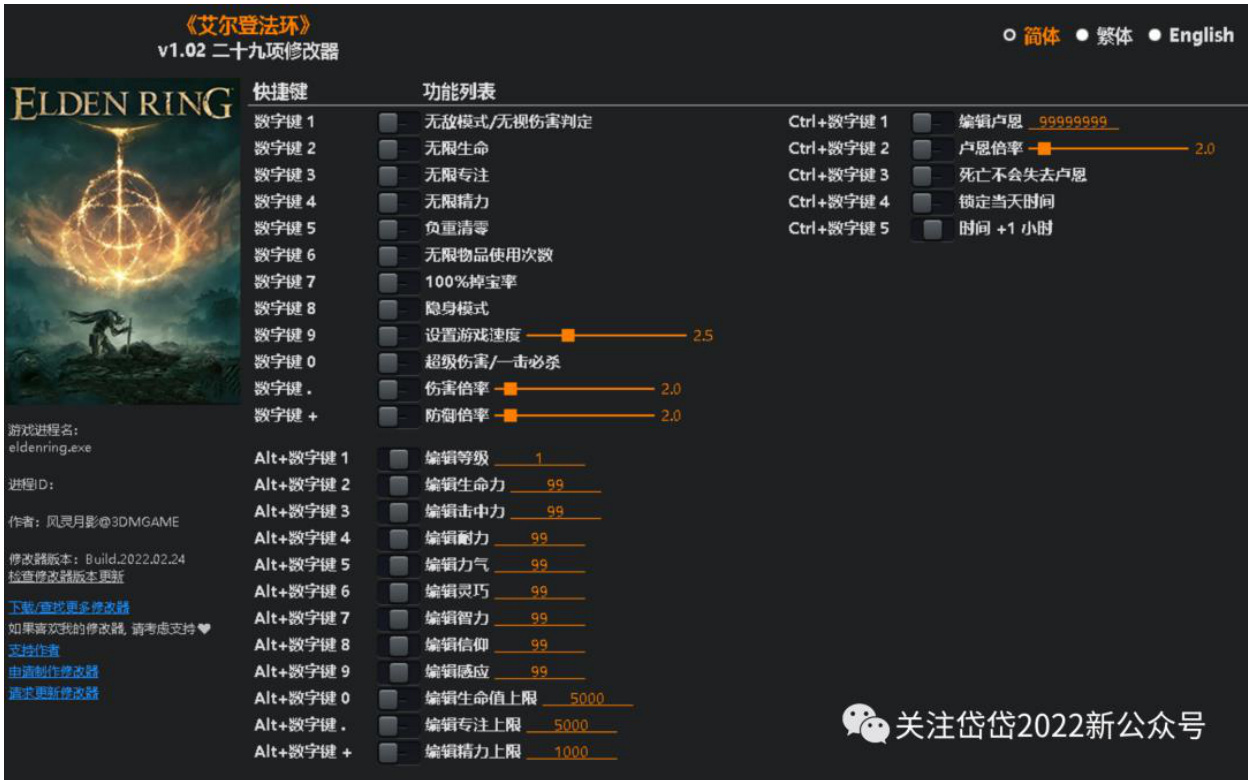 《艾尔登法环》
v1.02 二十九项修改器
简体 繁体 English
ELDEN RING
快捷键 功能列表
数字键 1 无敌模式/无视伤害判定
数字键 2 无限生命
数字键 3 无限专注
数字键 4 无限精力
数字键 5 负重清零
数字键 6 无限物品使用次数
数字键 7 100%掉宝率
数字键 8 隐身模式
数字键 9 设置游戏速度 2.5
数字键 0 超级伤害/一击必杀
数字键 . 伤害倍率 2.0
数字键 + 防御倍率 2.0
Ctrl+数字键 1 编辑卢恩 99999999
Ctrl+数字键 2 卢恩倍率 2.0
Ctrl+数字键 3 死亡不会失去卢恩
Ctrl+数字键 4 锁定当天时间
Ctrl+数字键 5 时间 +1 小时
Alt+数字键 1 编辑等级 1
Alt+数字键 2 编辑生命力 99
Alt+数字键 3 编辑击中力 99
Alt+数字键 4 编辑耐力 99
Alt+数字键 5 编辑力气 99
Alt+数字键 6 编辑灵巧 99
Alt+数字键 7 编辑智力 99
Alt+数字键 8 编辑信仰 99
Alt+数字键 9 编辑感应 99
Alt+数字键 0 编辑生命值上限 5000
Alt+数字键 . 编辑专注上限 5000
Alt+数字键 + 编辑精力上限 1000
游戏进程名:
eldenring.exe
进程ID:
作者: 风灵月影@3DMGAME
修改器版本: Build.2022.02.24
检查修改器版本更新
下载/查找更多修改器
如果喜欢我的修改器, 请考虑支持❤
支持作者
申请制作修改器
请求更新修改器
关注岱岱2022新公众号